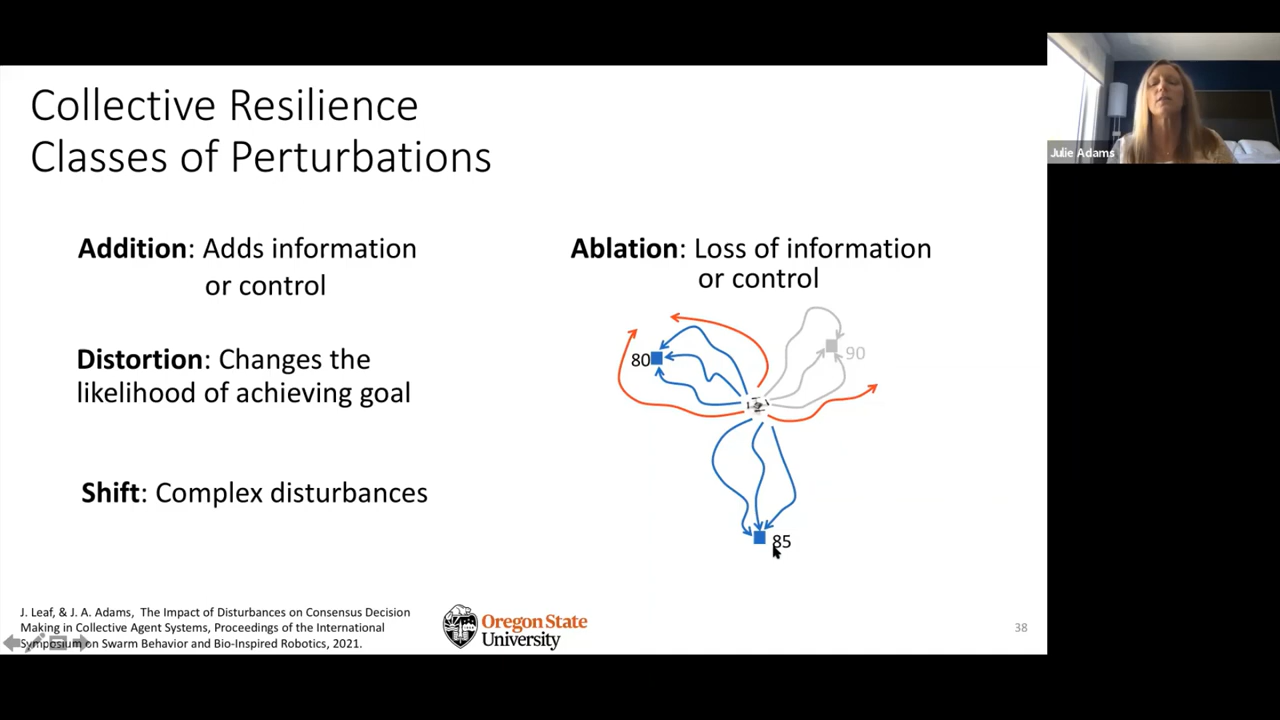 Collective Resilience
Classes of Perturbations
Julie Adams
Addition: Adds information
or control
Distortion: Changes the
likelihood of achieving goal
Shift: Complex disturbances
Ablation: Loss of information
or control
80
90
85
J. Leaf, & J. A. Adams, The Impact of Disturbances on Consensus Decision
Making in Collective Agent Systems, Proceedings of the International
Symposium on Swarm Behavior and Bio-Inspired Robotics, 2021.
Oregon State
University
38